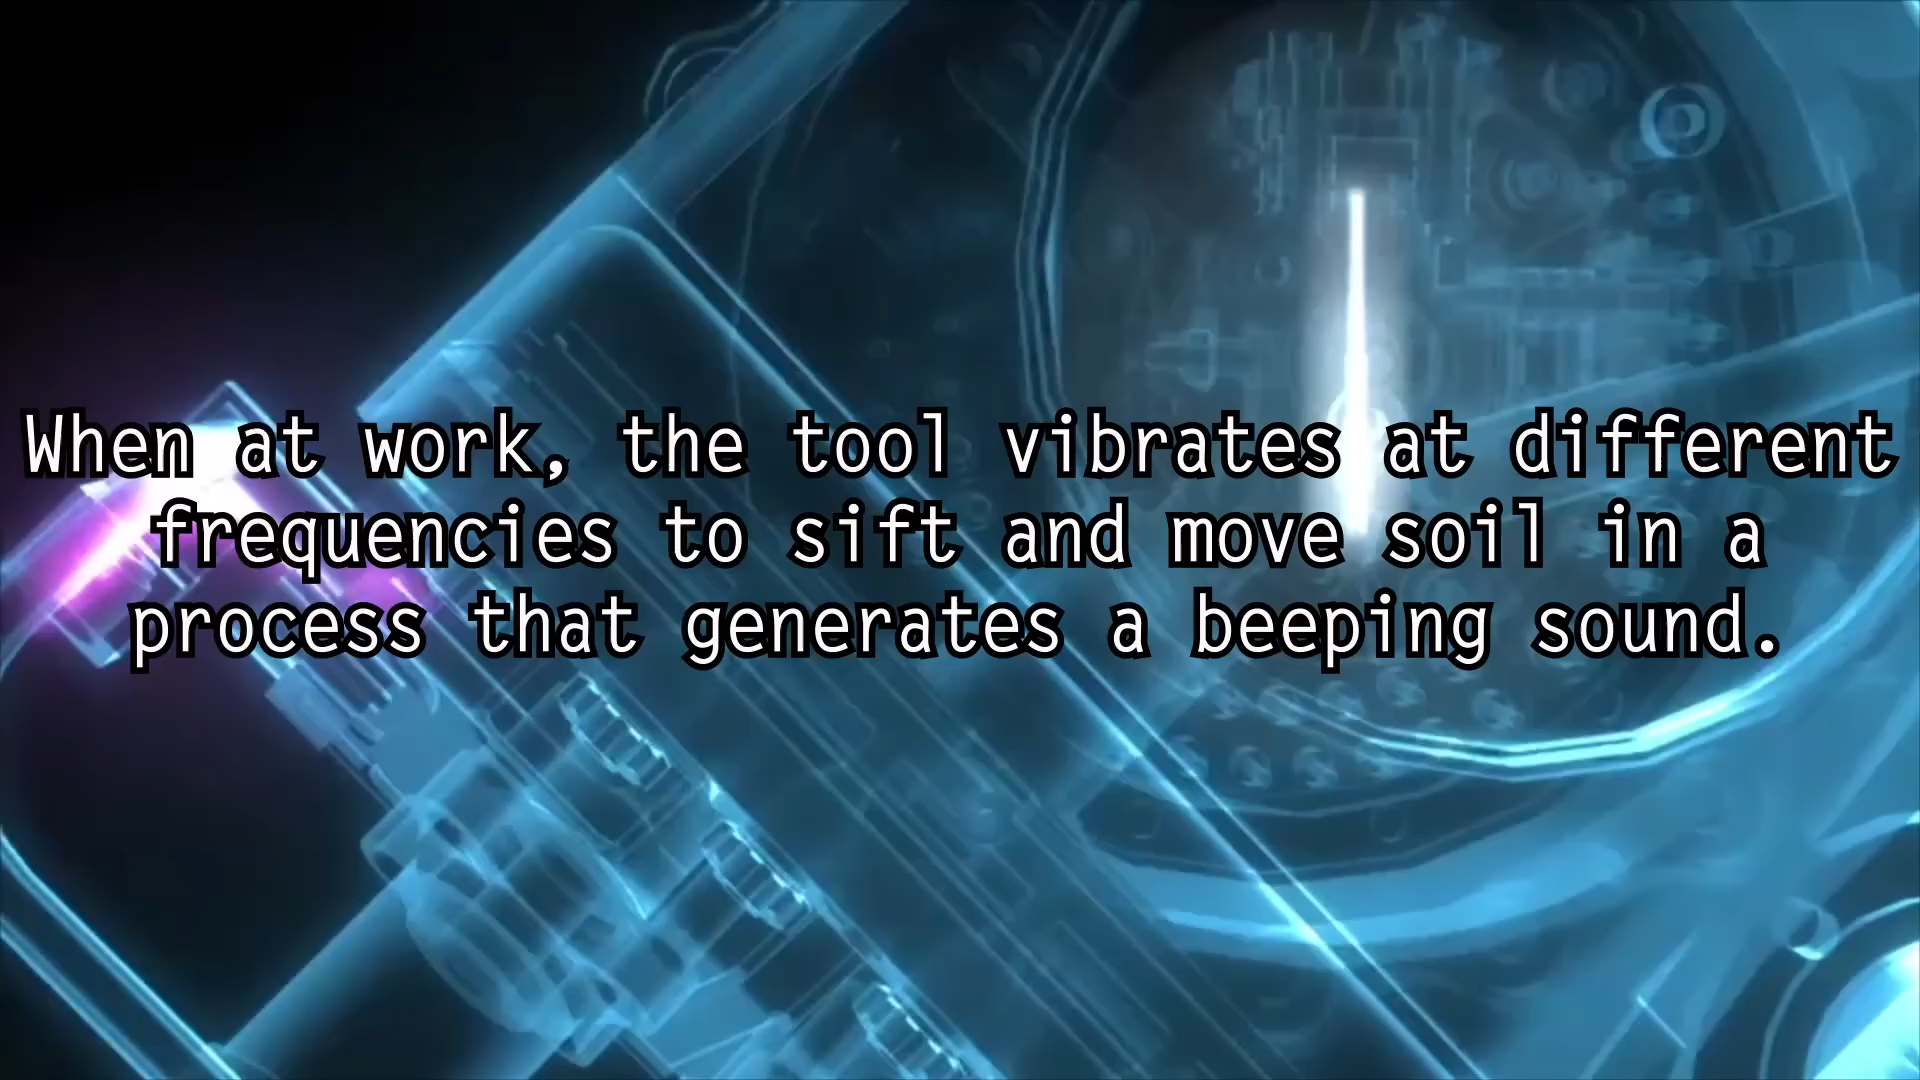 When at work, the tool vibrates at different
frequencies to sift and move soil in a
process that generates a beeping sound.